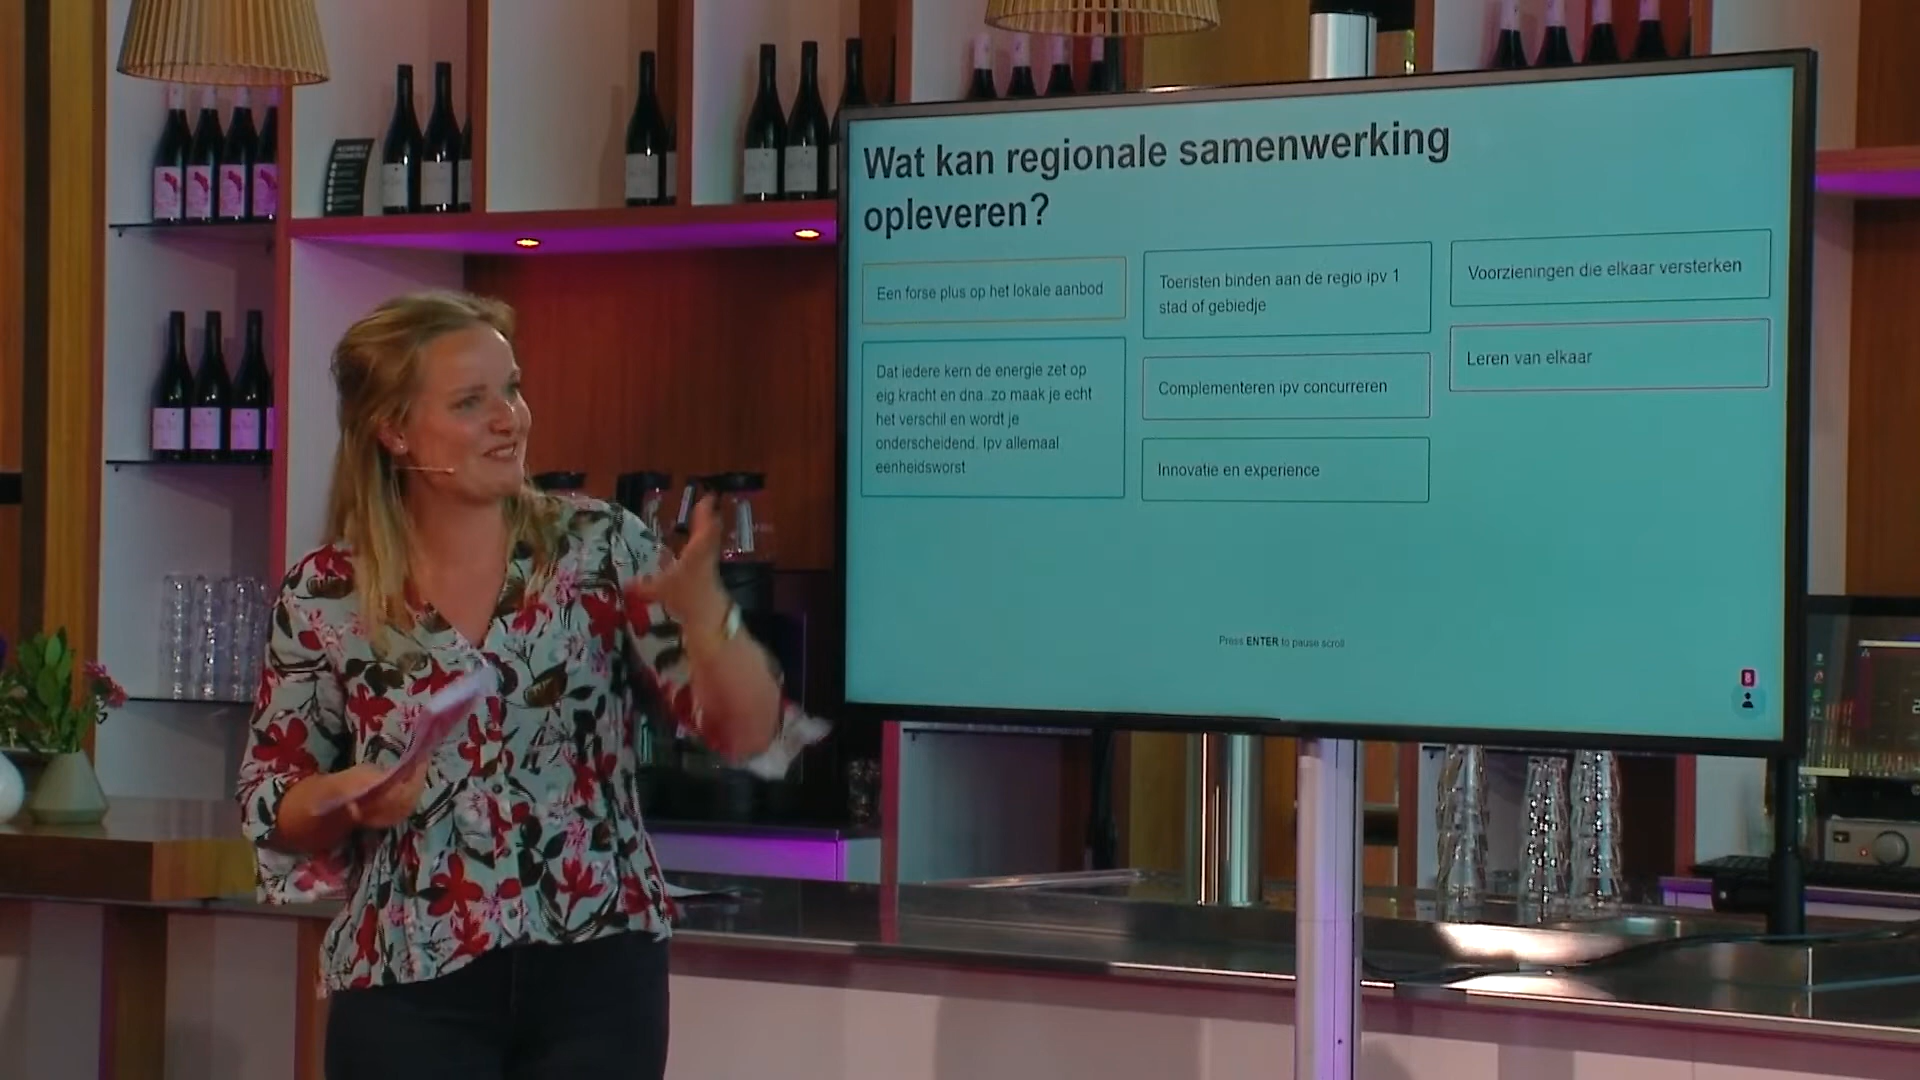 Wat kan regionale samenwerking
opleveren?
Een forse plus op het lokale aanbod
Dat iedere kern de energie zet op
eig kracht en dna..zo maak je echt
het verschil en wordt je
onderscheidend. Ipv allemaal
eenheidsworst
Toeristen binden aan de regio ipv 1
stad of gebiedje
Complementeren ipv concurreren
Innovatie en experience
Voorzieningen die elkaar versterken
Leren van elkaar
Press ENTER to pause scroll
8